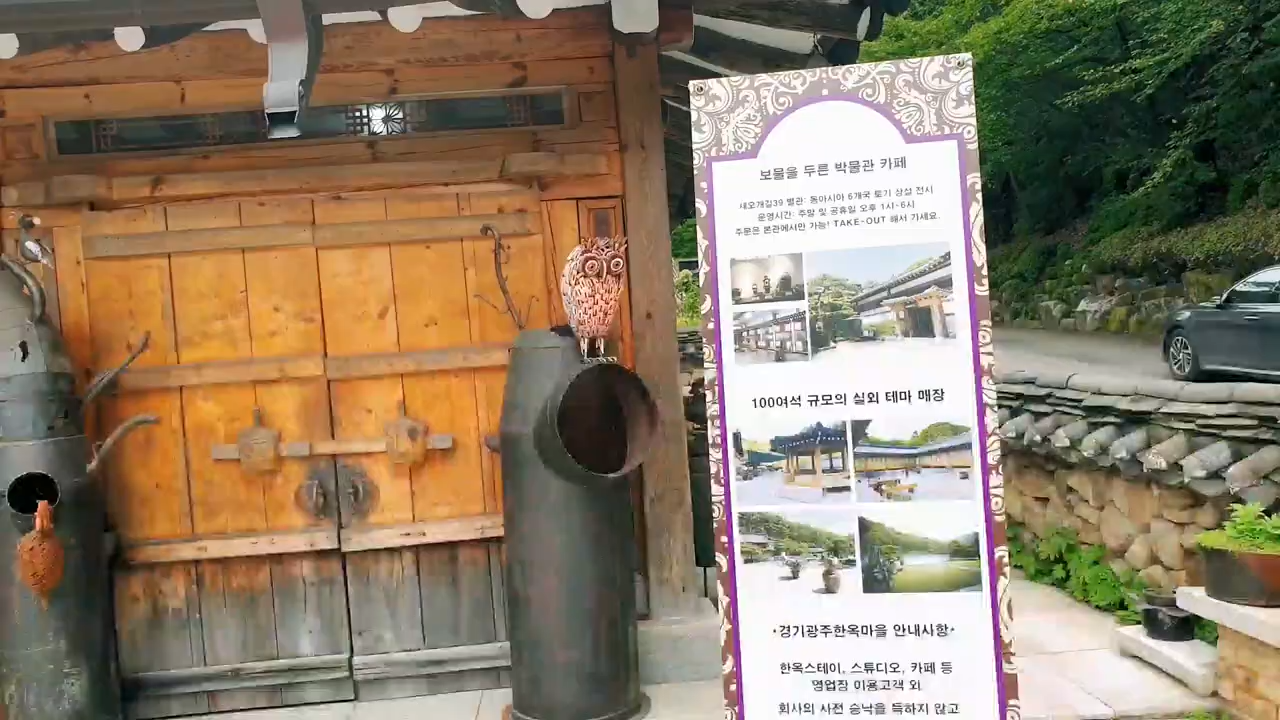 보물을 두른 박물관 카페
새오개길39 별관: 동아시아 6개국 토기 상설 전시
운영시간: 주말 및 공휴일 오후 1시-6시
주문은 본관에서만 가능! TAKE-OUT 해서 가세요.
100여석 규모의 실외 테마 매장
•경기광주한옥마을 안내사항•
한옥스테이, 스튜디오, 카페 등
영업장 이용고객 외
회사의 사전 승낙을 득하지 않고